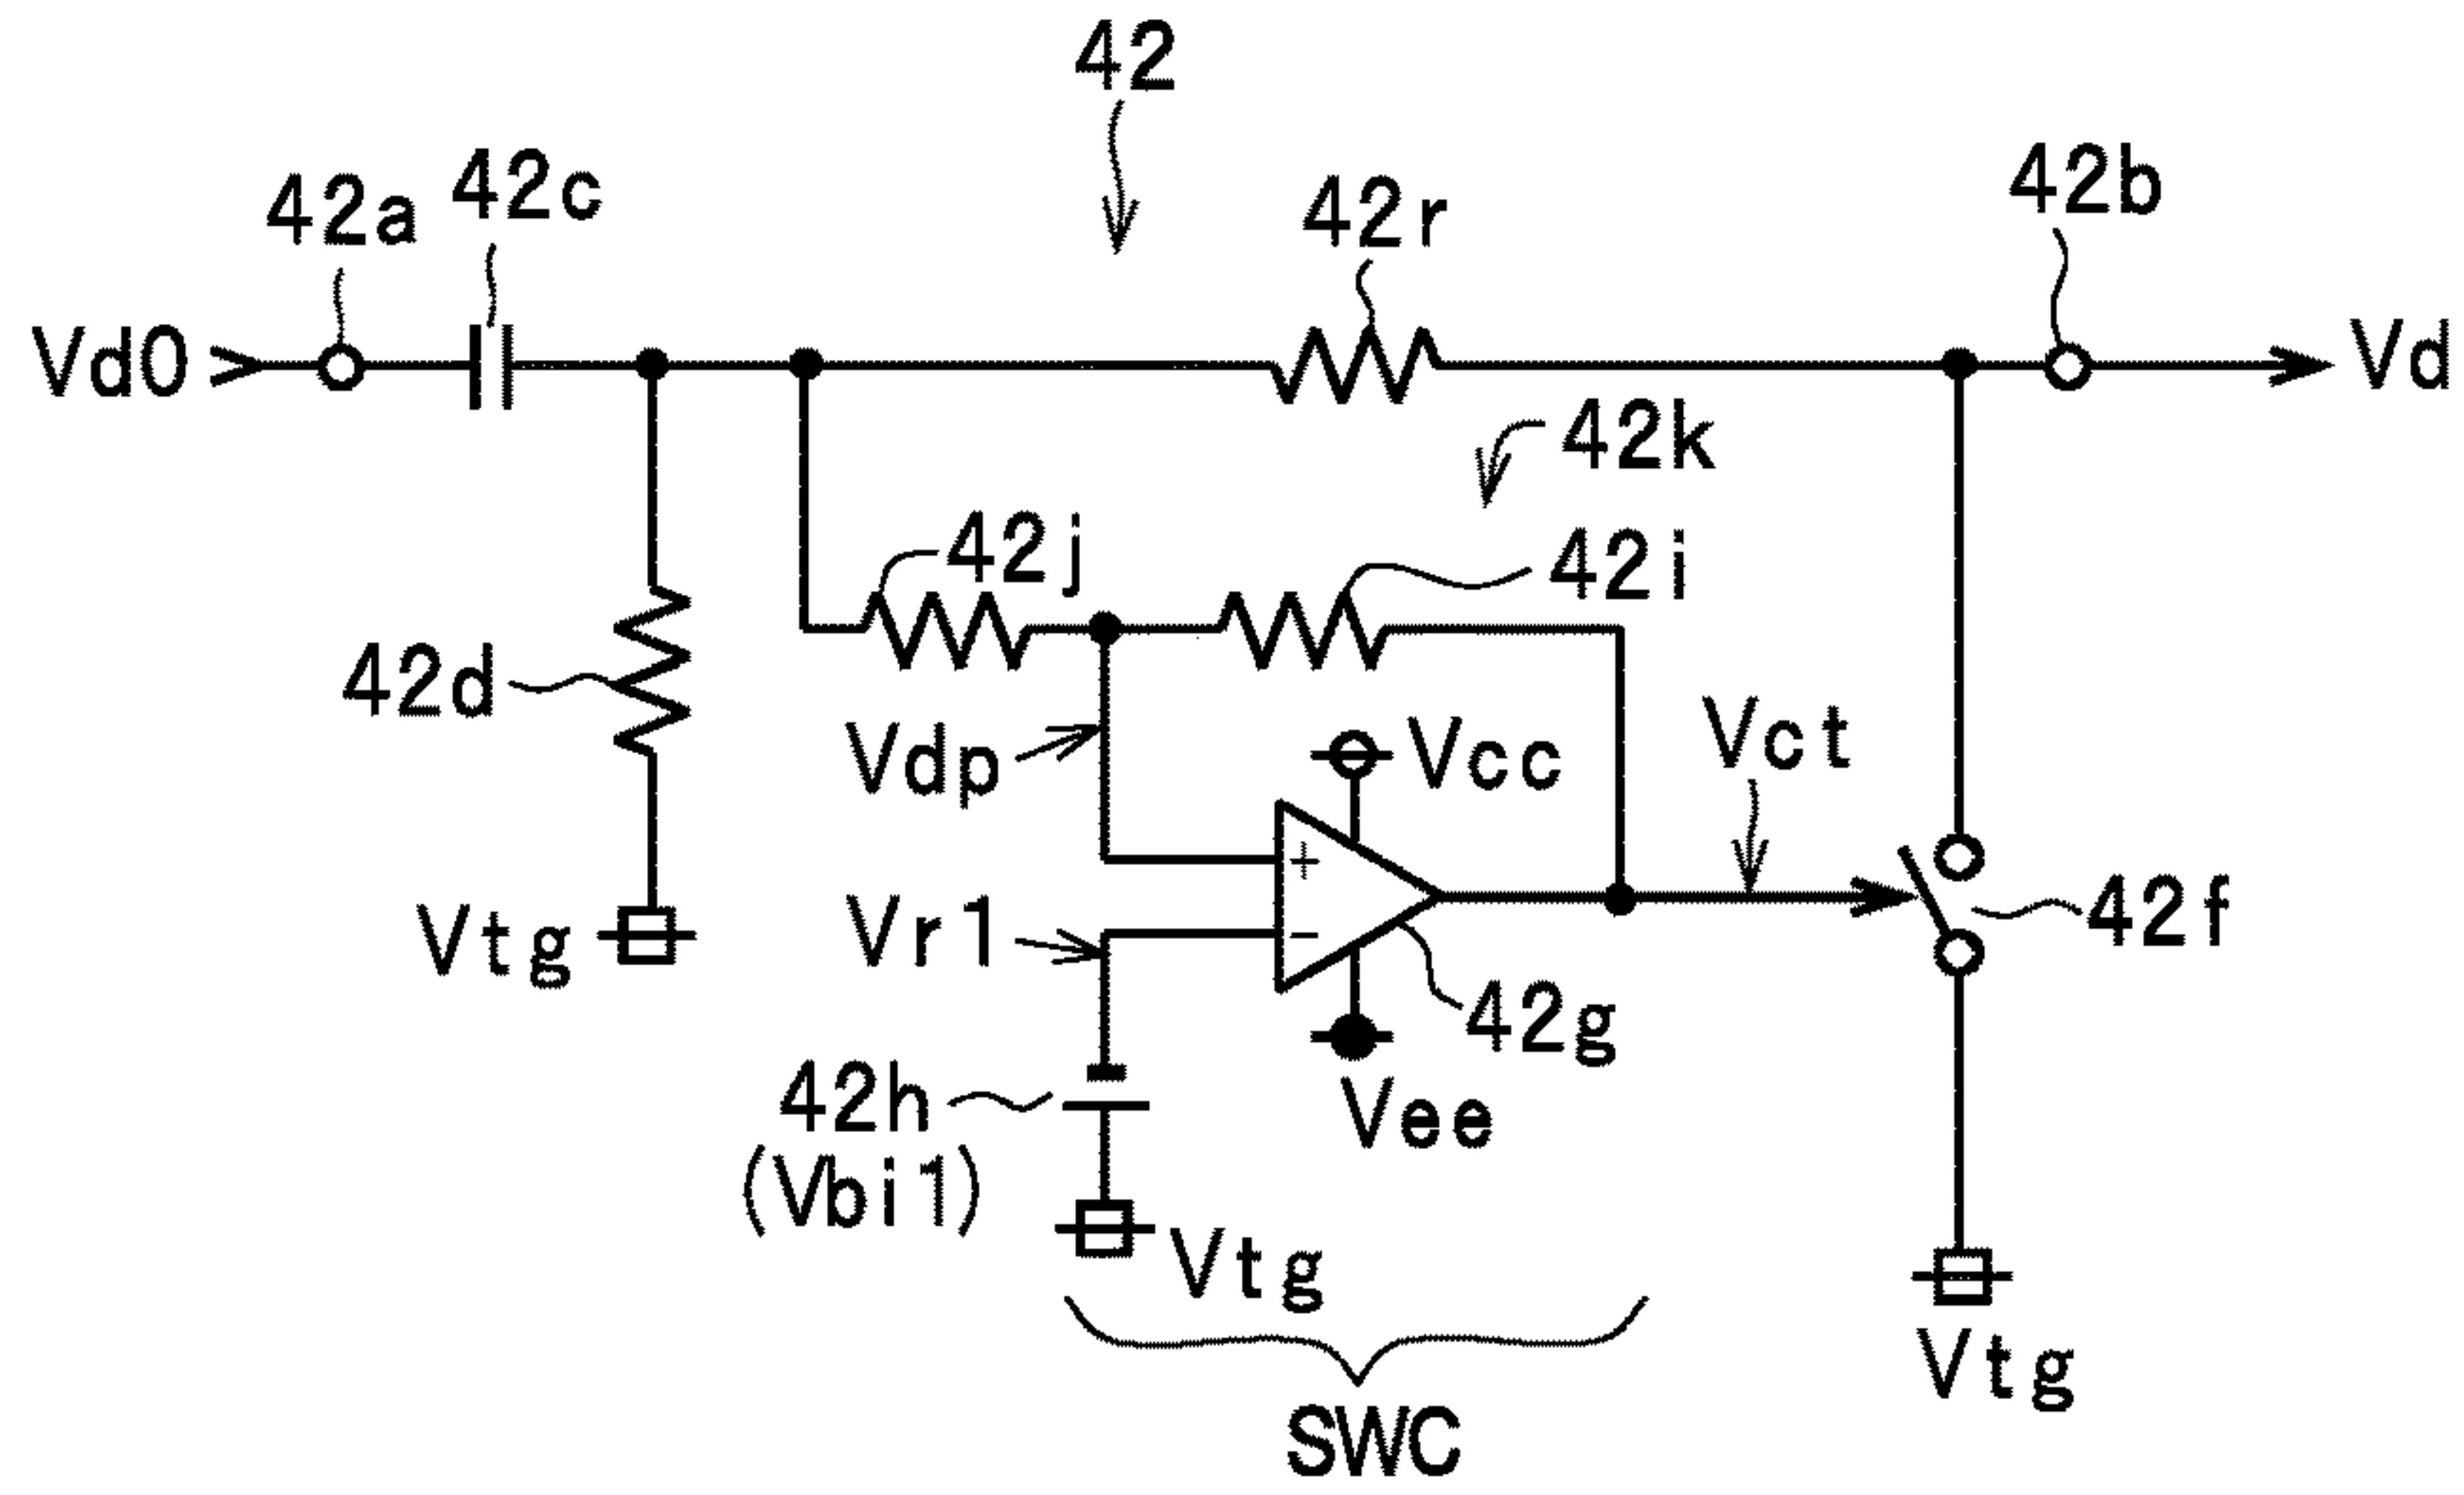 42
42a
42c
42r
42b
Vd0
Vd
42k
42j
42i
42d
Vdp
Vcc
Vct
+
Vtg
Vr1
−
42f
42g
42h
Vee
(Vbi1)
Vtg
Vtg
SWC